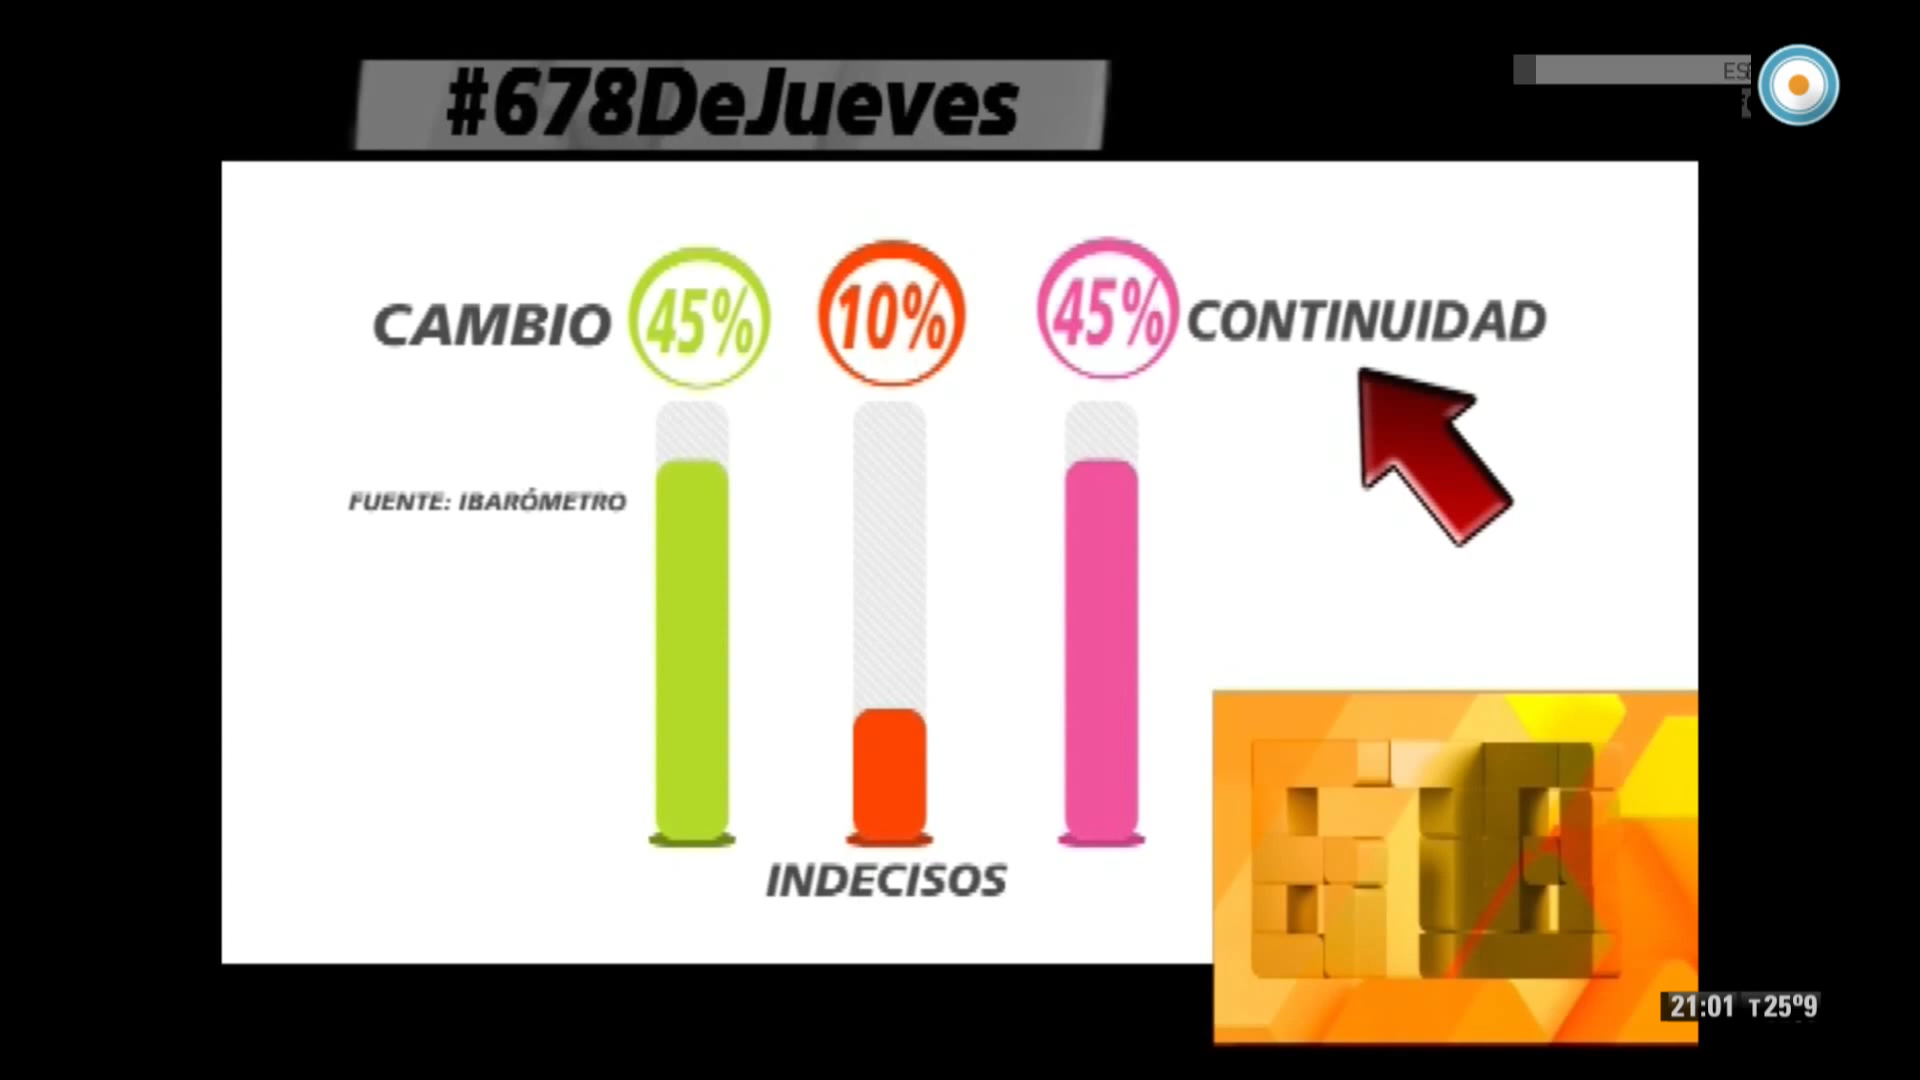 #678DeJueves
CAMBIO 45% 10% 45% CONTINUIDAD
FUENTE: IBARÓMETRO
INDECISOS
21:01 T25º9